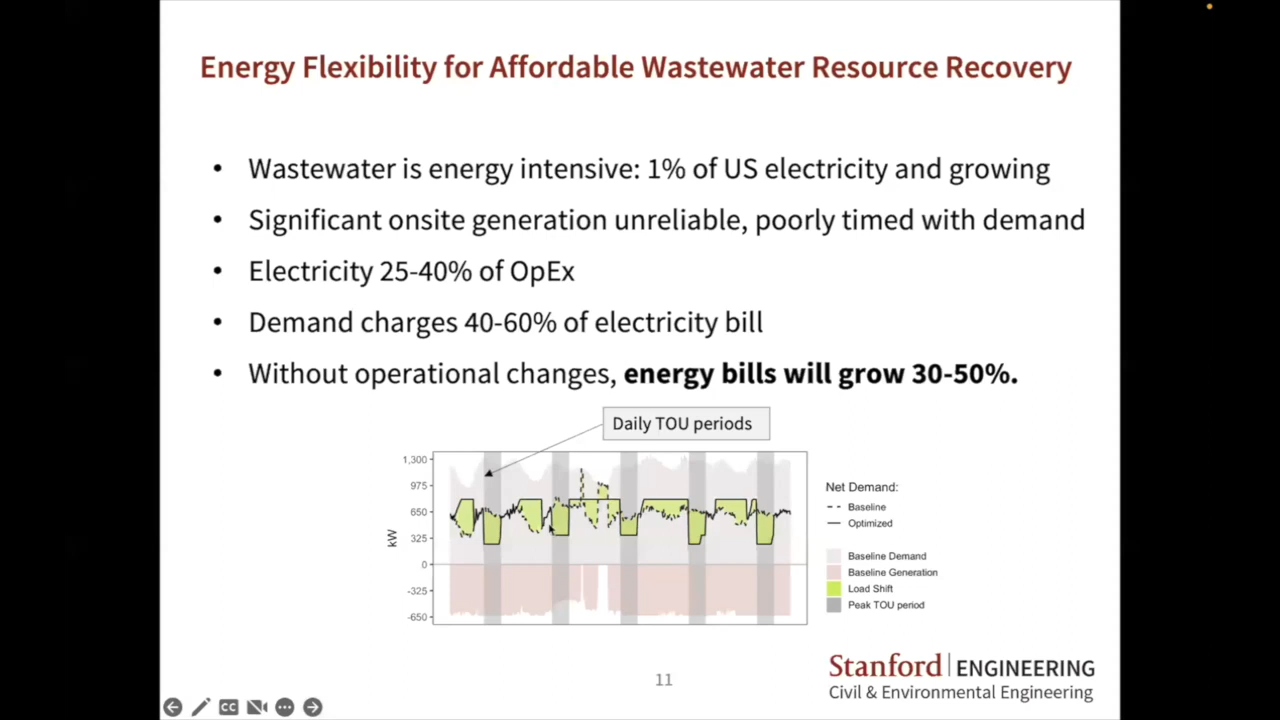 Energy Flexibility for Affordable Wastewater Resource Recovery
• Wastewater is energy intensive: 1% of US electricity and growing
• Significant onsite generation unreliable, poorly timed with demand
• Electricity 25-40% of OpEx
• Demand charges 40-60% of electricity bill
• Without operational changes, energy bills will grow 30-50%.
Daily TOU periods
1,300
975
650
325
0
-325
-650
kW
Net Demand:
Baseline
Optimized
Baseline Demand
Baseline Generation
Load Shift
Peak TOU period
11
Stanford | ENGINEERING
Civil & Environmental Engineering
CC